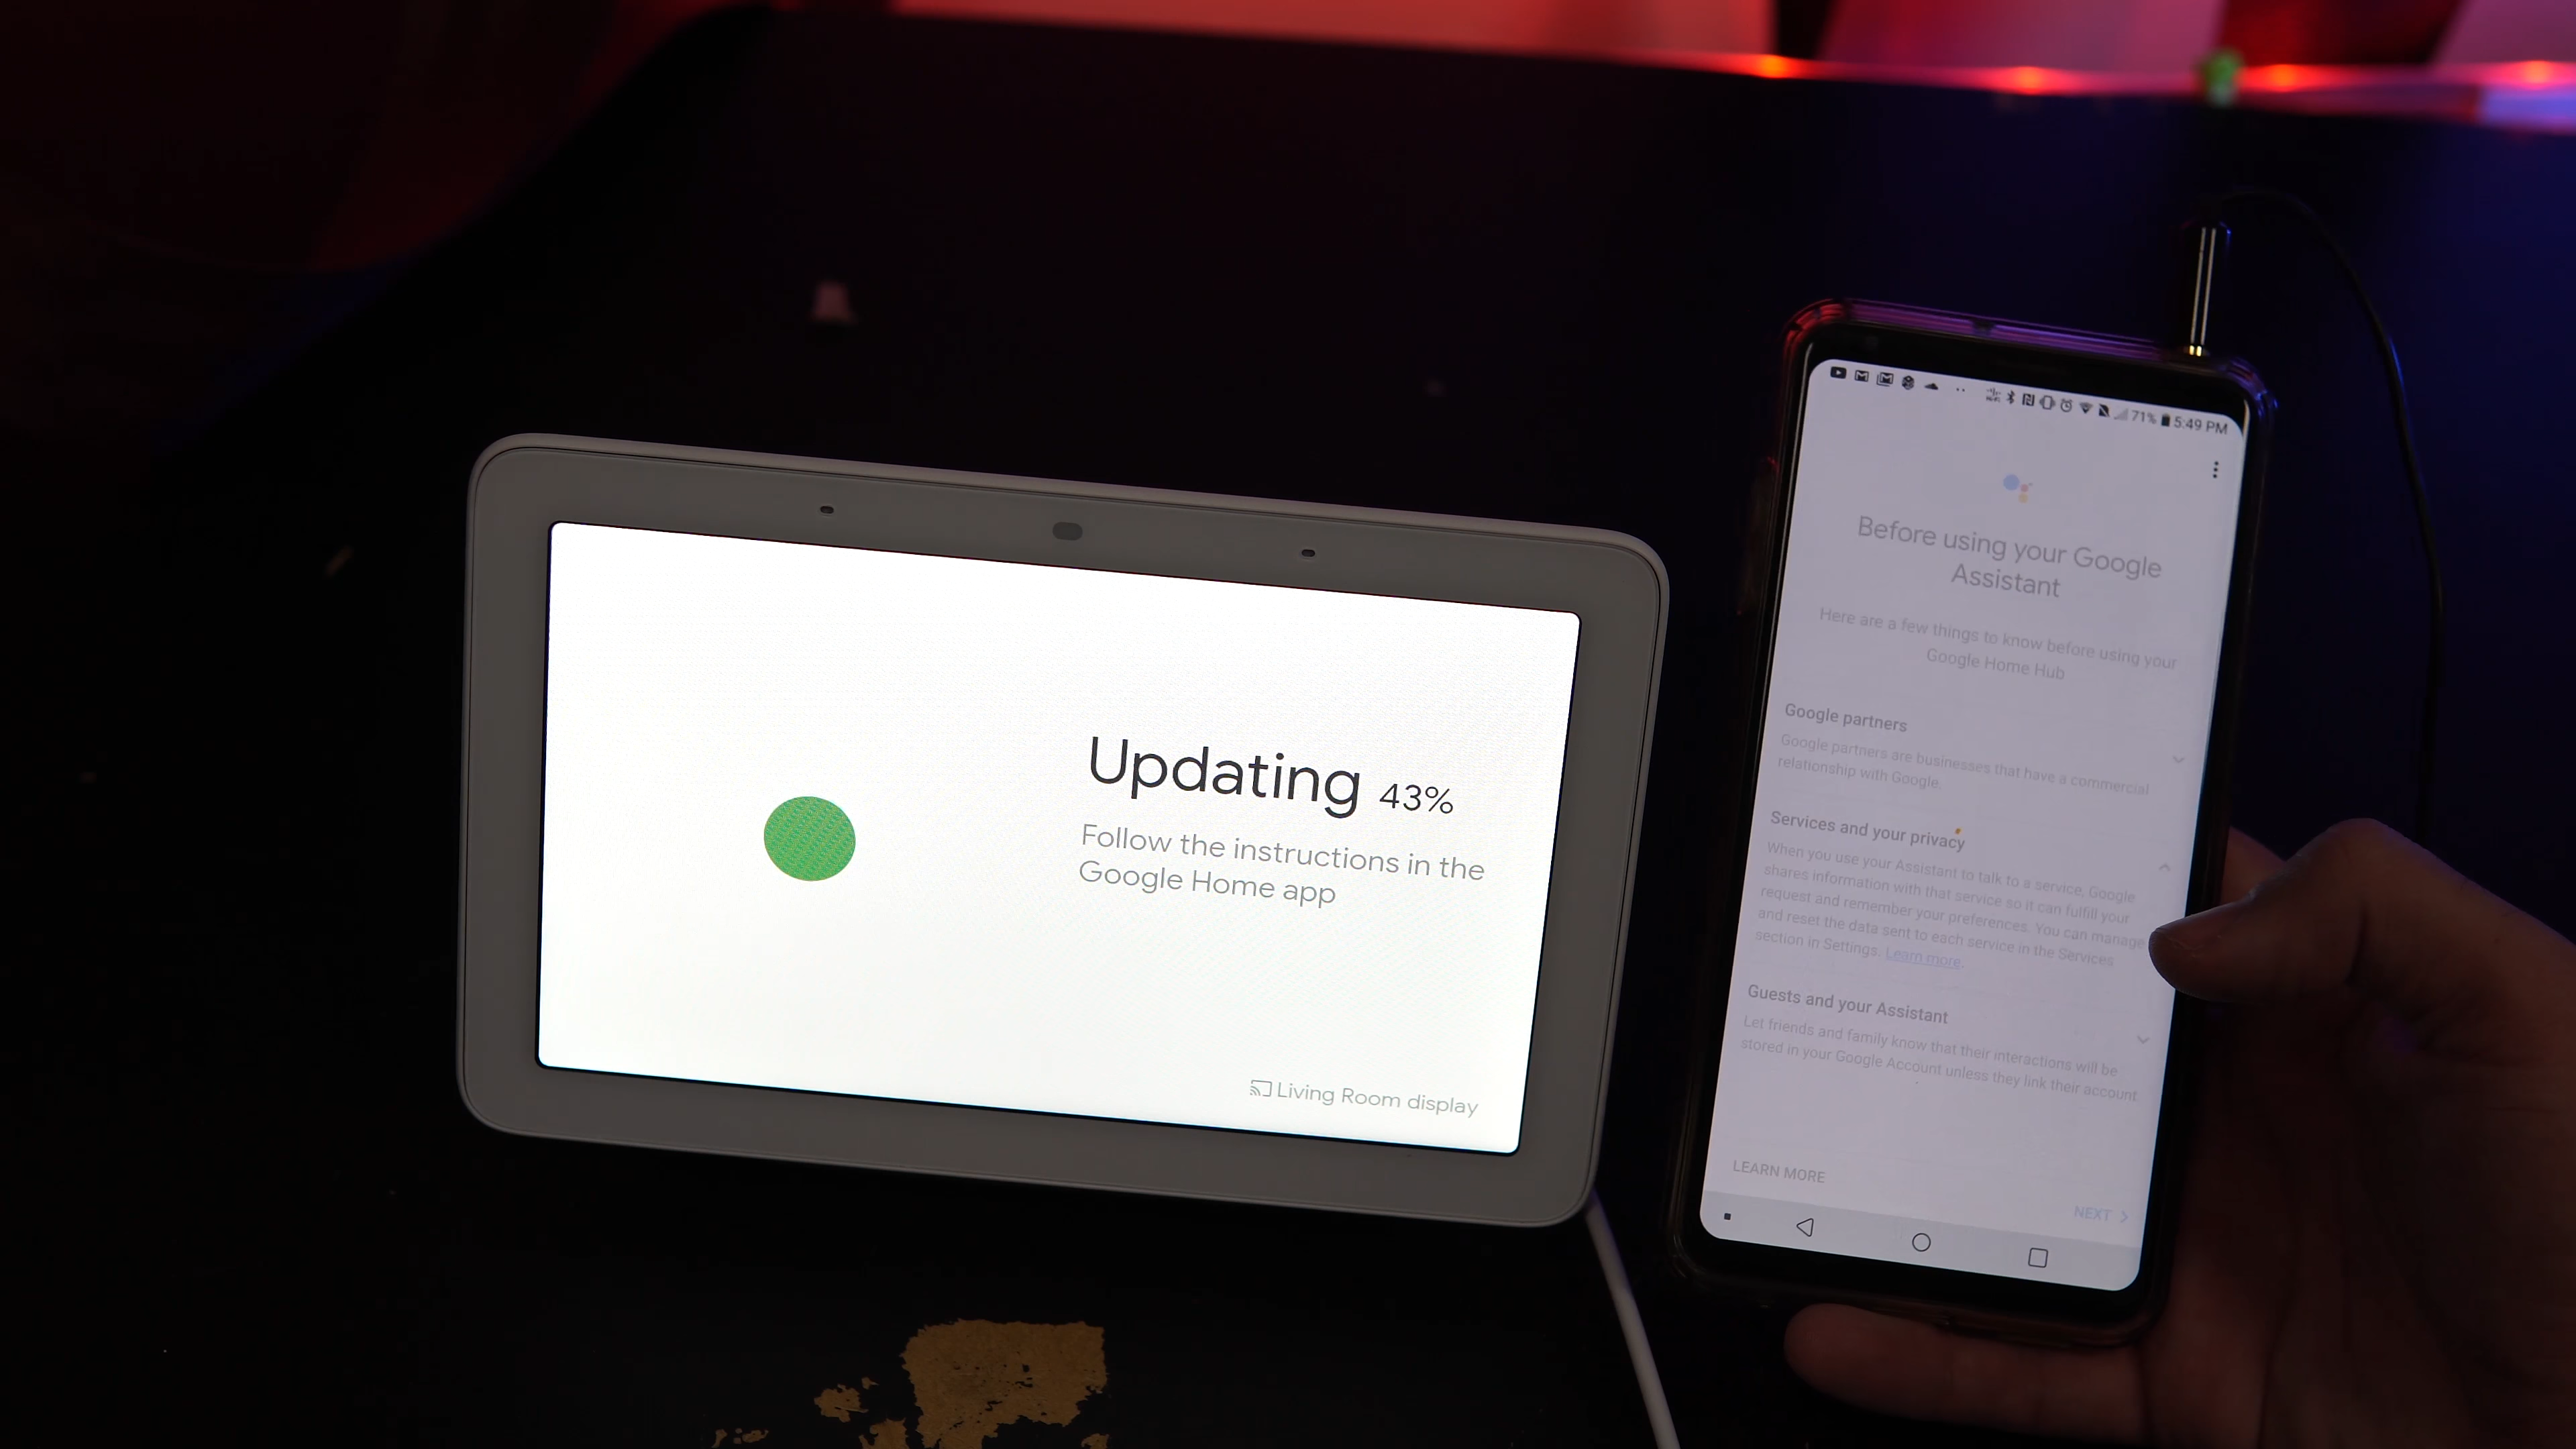 Updating 43%
Follow the instructions in the
Google Home app
Living Room display
71% 5:49 PM
Before using your Google
Assistant
Here are a few things to know before using your
Google Home Hub
Google partners
Google partners are businesses that have a commercial
relationship with Google.
Services and your privacy
When you use your Assistant to talk to a service, Google
shares information with that service so it can fulfill your
request and remember your preferences. You can manage
and reset the data sent to each service in the Services
section in Settings. Learn more.
Guests and your Assistant
Let friends and family know that their interactions will be
stored in your Google Account unless they link their account
LEARN MORE
NEXT